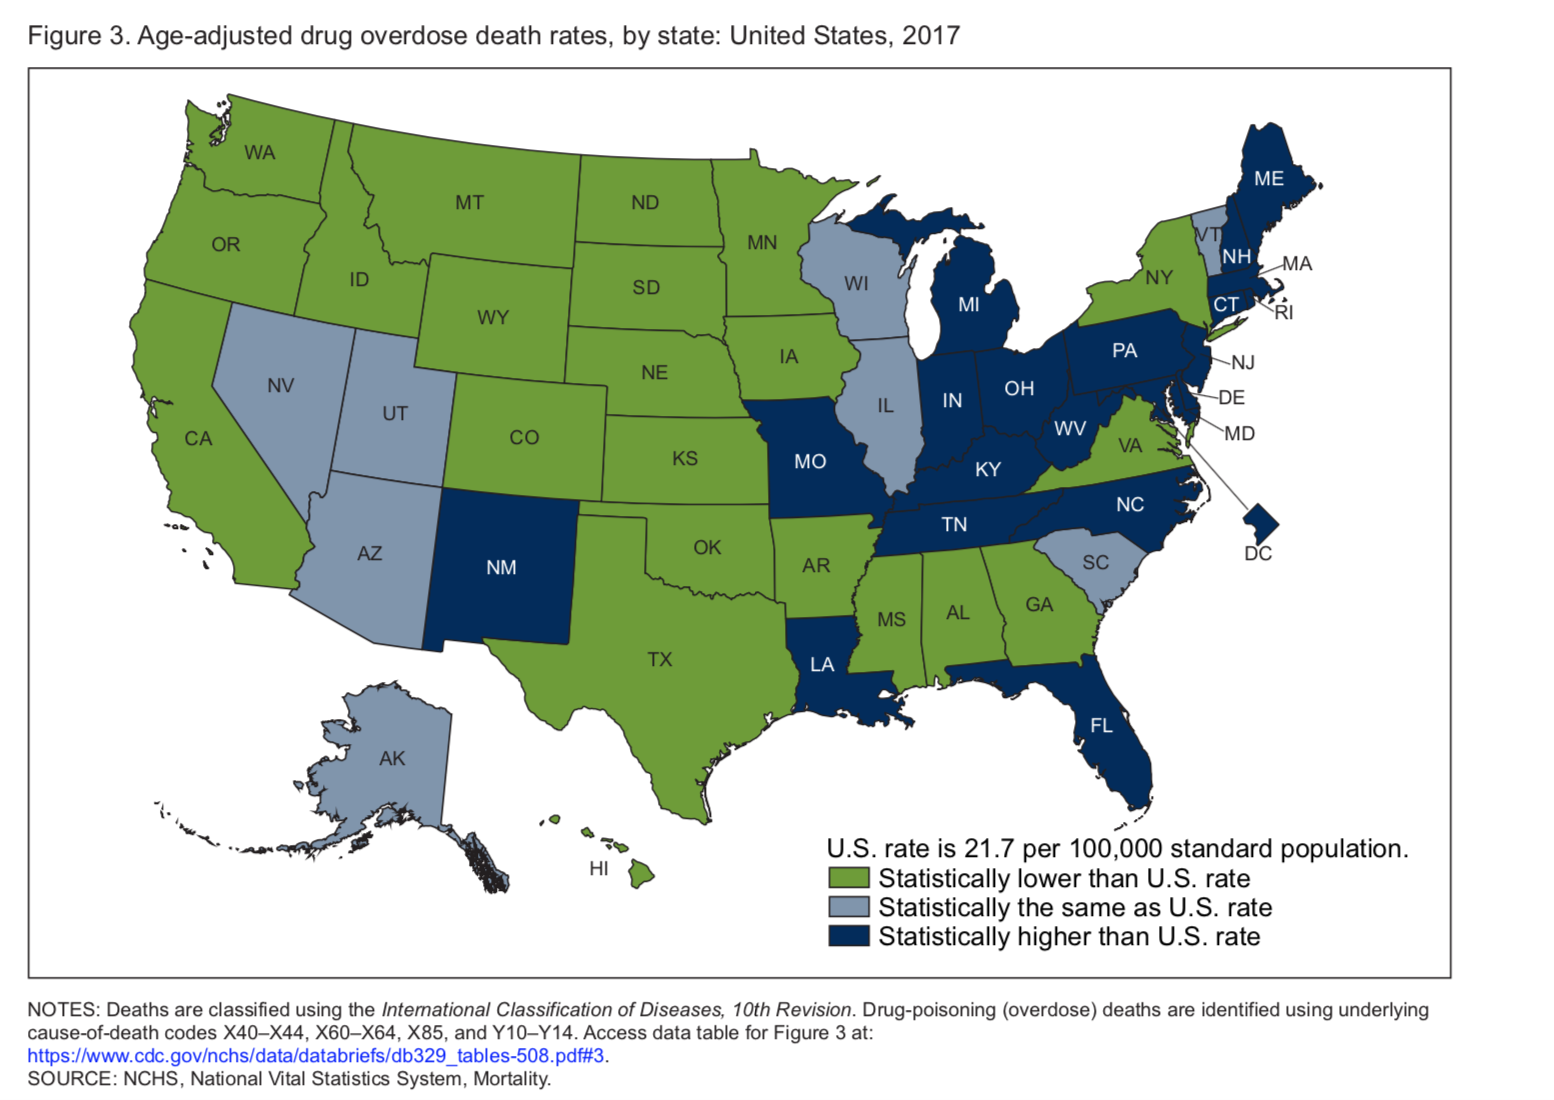 Figure 3. Age-adjusted drug overdose death rates, by state: United States, 2017
WA
MT
ND
MN
ME
OR
ID
SD
WI
MI
NY
VT
NH
MA
WY
CT
RI
IA
NE
PA
NJ
NV
UT
CO
IL
IN
OH
DE
CA
KS
MO
WV
VA
MD
KY
NC
AZ
NM
OK
AR
TN
SC
DC
TX
MS
AL
GA
LA
FL
AK
HI
U.S. rate is 21.7 per 100,000 standard population.
Statistically lower than U.S. rate
Statistically the same as U.S. rate
Statistically higher than U.S. rate
NOTES: Deaths are classified using the International Classification of Diseases, 10th Revision. Drug-poisoning (overdose) deaths are identified using underlying
cause-of-death codes X40–X44, X60–X64, X85, and Y10–Y14. Access data table for Figure 3 at:
https://www.cdc.gov/nchs/data/databriefs/db329_tables-508.pdf#3.
SOURCE: NCHS, National Vital Statistics System, Mortality.